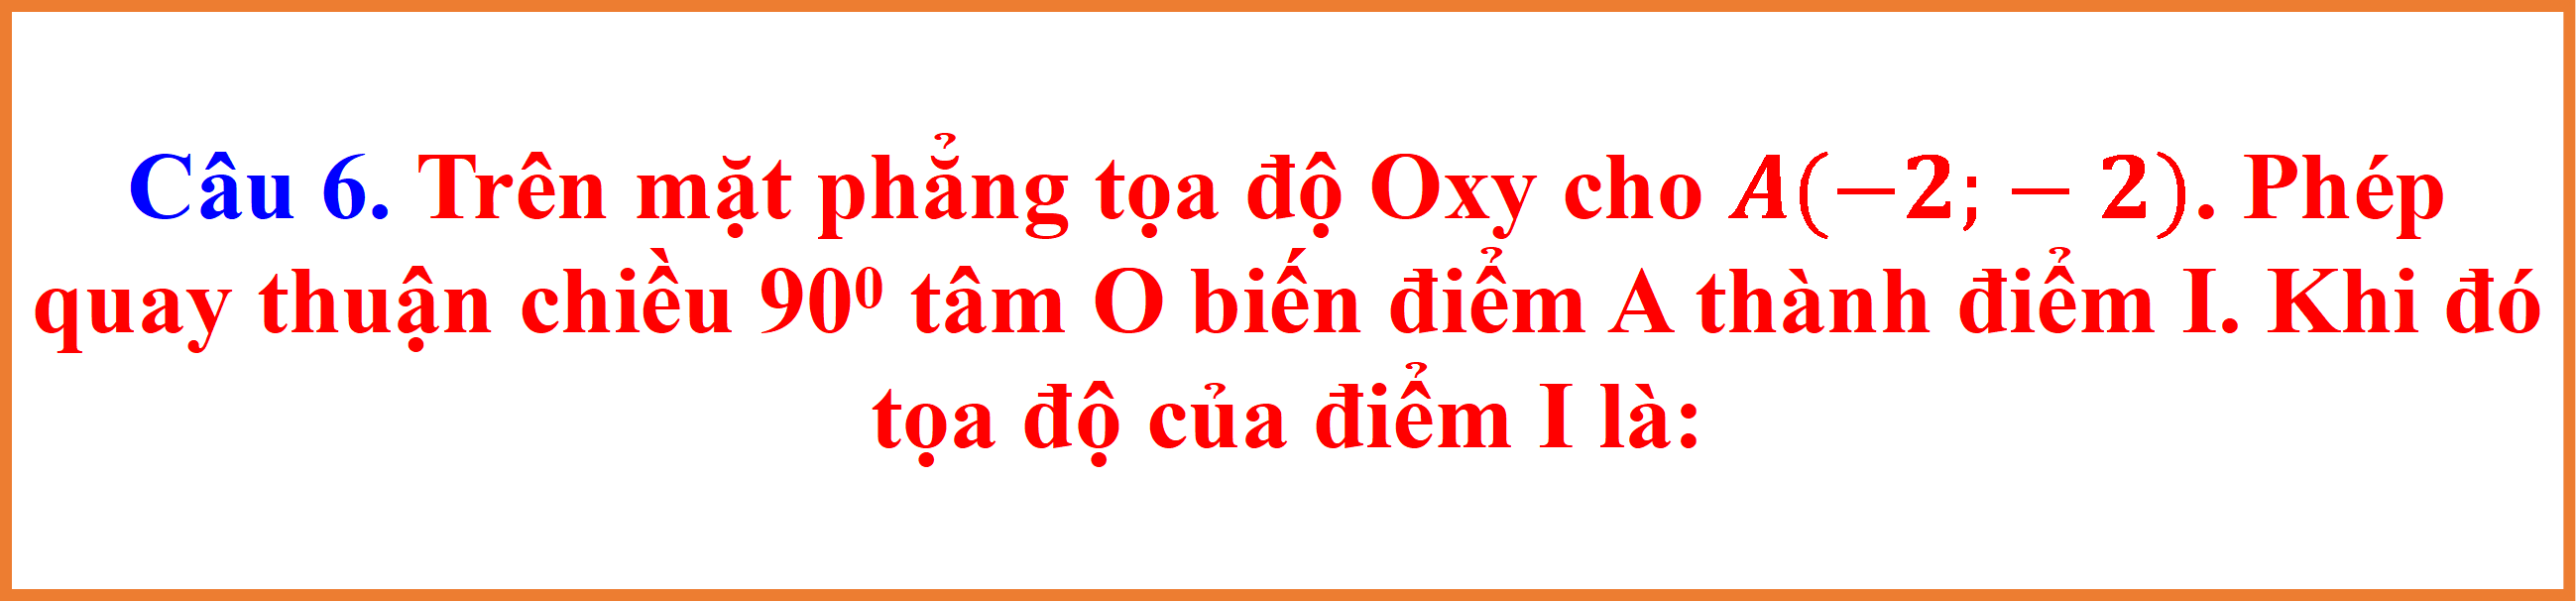 Câu 6. Trên mặt phẳng tọa độ Oxy cho A(−2; − 2). Phép
quay thuận chiều 90⁰ tâm O biến điểm A thành điểm I. Khi đó
tọa độ của điểm I là: